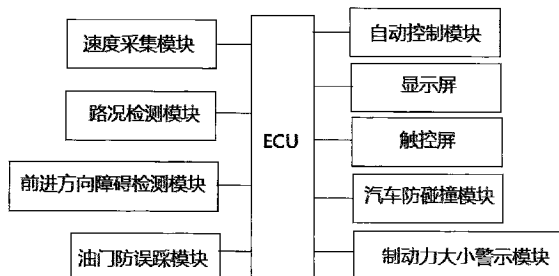 速度采集模块
路况检测模块
前进方向障碍检测模块
油门防误踩模块
ECU
自动控制模块
显示屏
触控屏
汽车防碰撞模块
制动力大小警示模块